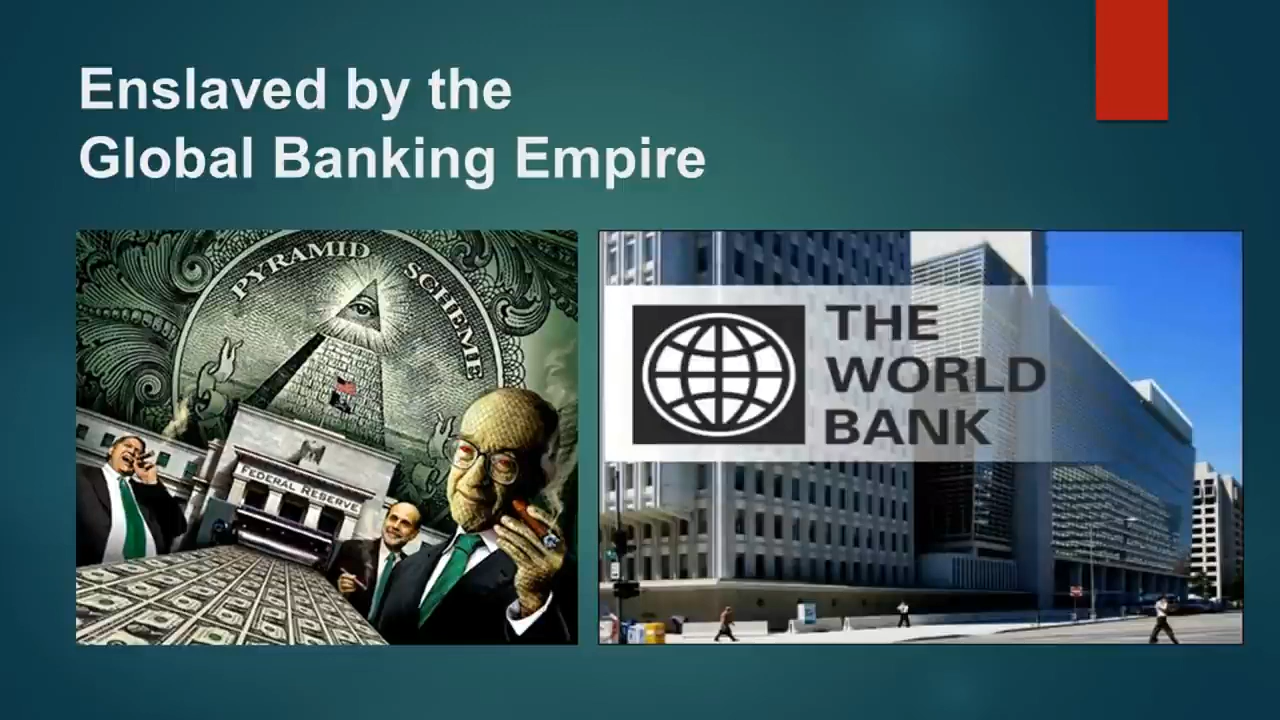 Enslaved by the
Global Banking Empire
PYRAMID SCHEME
FEDERAL RESERVE
THE
WORLD
BANK